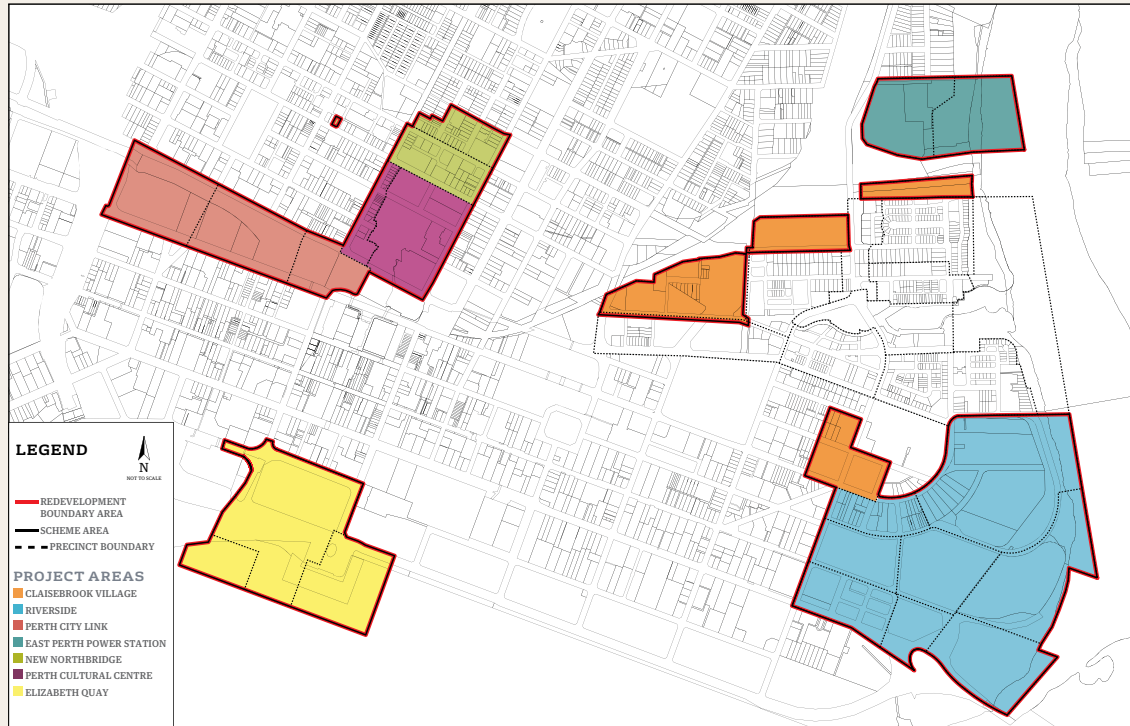 LEGEND
N
NOT TO SCALE
REDEVELOPMENT
BOUNDARY AREA
SCHEME AREA
PRECINCT BOUNDARY
PROJECT AREAS
CLAISEBROOK VILLAGE
RIVERSIDE
PERTH CITY LINK
EAST PERTH POWER STATION
NEW NORTHBRIDGE
PERTH CULTURAL CENTRE
ELIZABETH QUAY